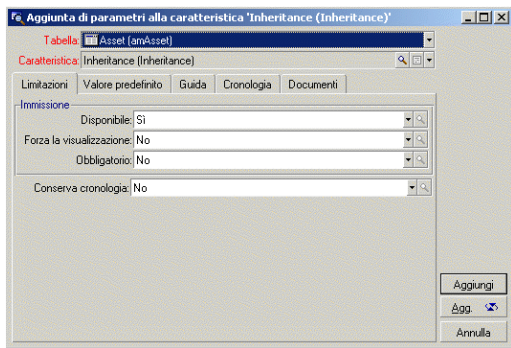 Aggiunta di parametri alla caratteristica 'Inheritance (Inheritance)'
Tabella: Asset (amAsset)
Caratteristica: Inheritance (Inheritance)
Limitazioni Valore predefinito Guida Cronologia Documenti
Immissione
Disponibile: Sì
Forza la visualizzazione: No
Obbligatorio: No
Conserva cronologia: No
Aggiungi
Agg.
Annulla